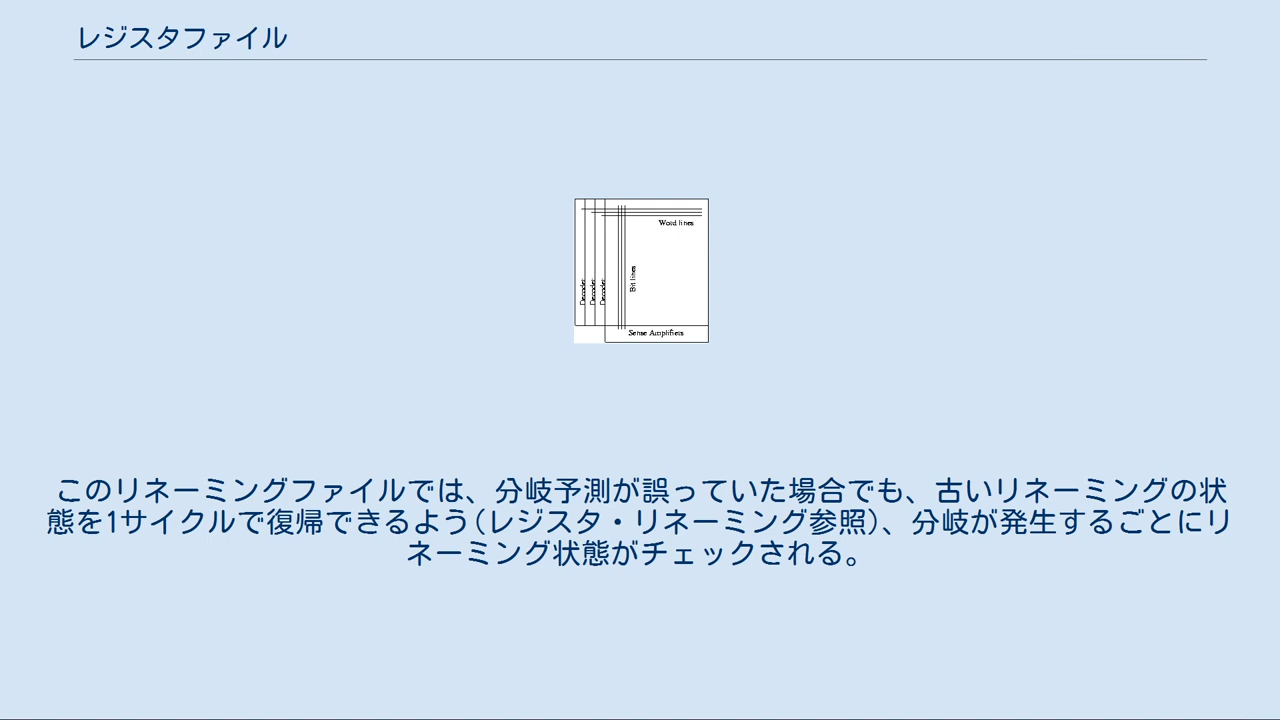 レジスタファイル
Word lines
Bit lines
Decoder
Decoder
Decoder
Sense Amplifiers
このリネーミングファイルでは、分岐予測が誤っていた場合でも、古いリネーミングの状
態を1サイクルで復帰できるよう(レジスタ・リネーミング参照)、分岐が発生するごとにリ
ネーミング状態がチェックされる。